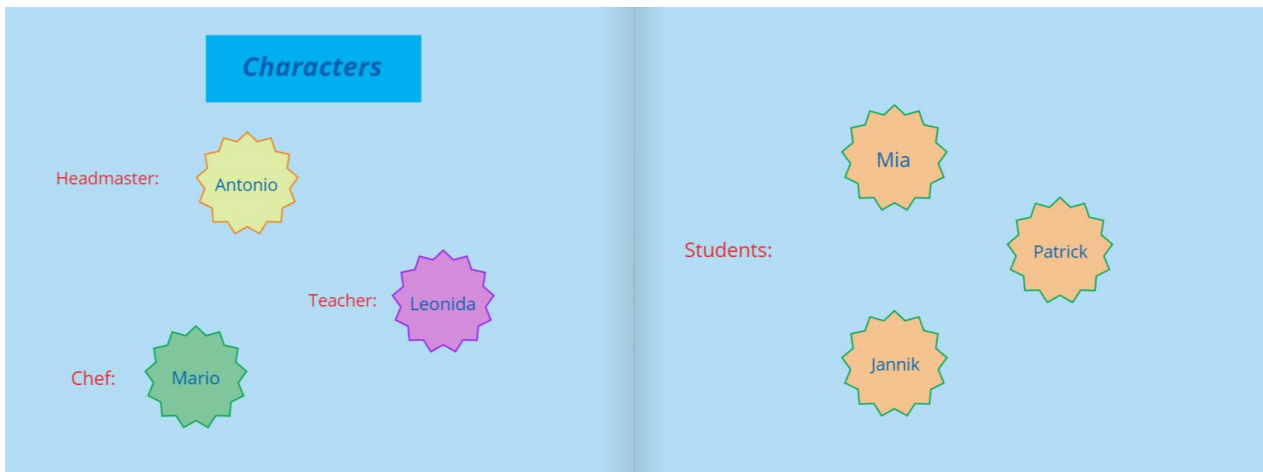 Characters
Headmaster: Antonio
Teacher: Leonida
Chef: Mario
Mia
Students: Patrick
Jannik